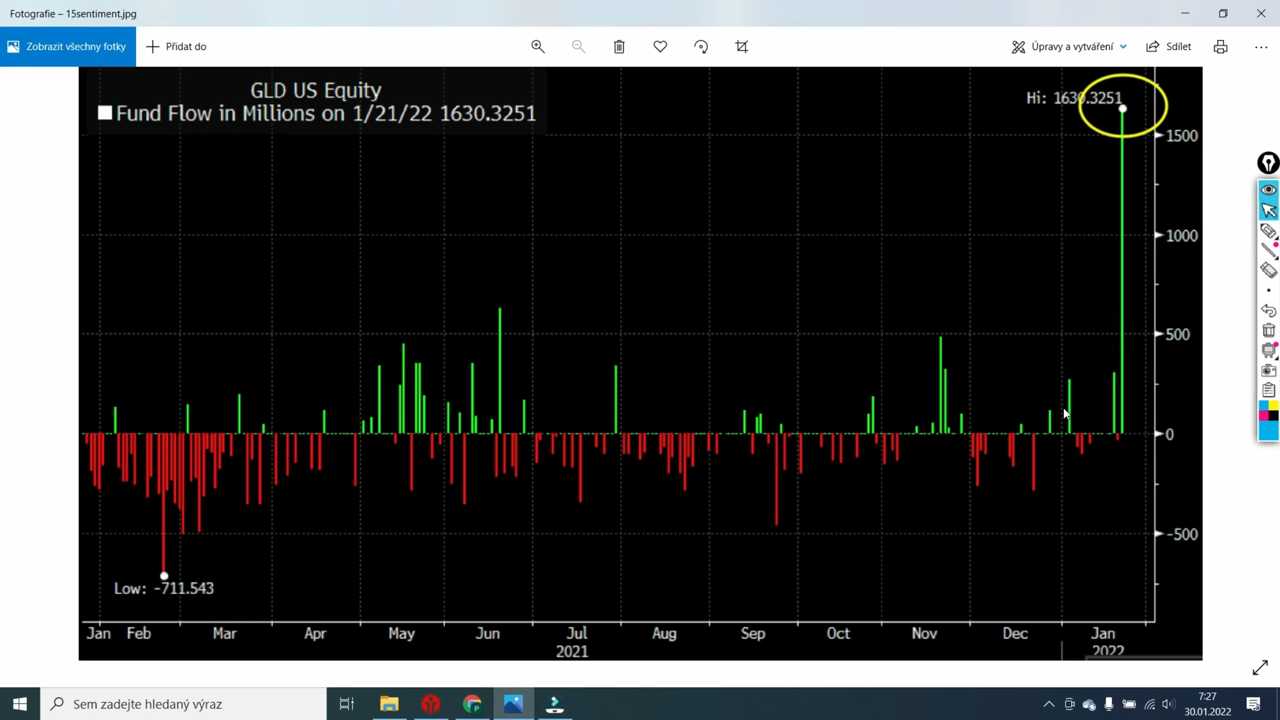 Fotografie – 15sentiment.jpg
Zobrazit všechny fotky
Přidat do
Úpravy a vytváření
Sdílet
GLD US Equity
Fund Flow in Millions on 1/21/22 1630.3251
Hi: 1630.3251
1500
1000
500
0
-500
Low: -711.543
Jan Feb Mar Apr May Jun Jul Aug Sep Oct Nov Dec Jan
2021 2022
Sem zadejte hledaný výraz
7:27
30.01.2022